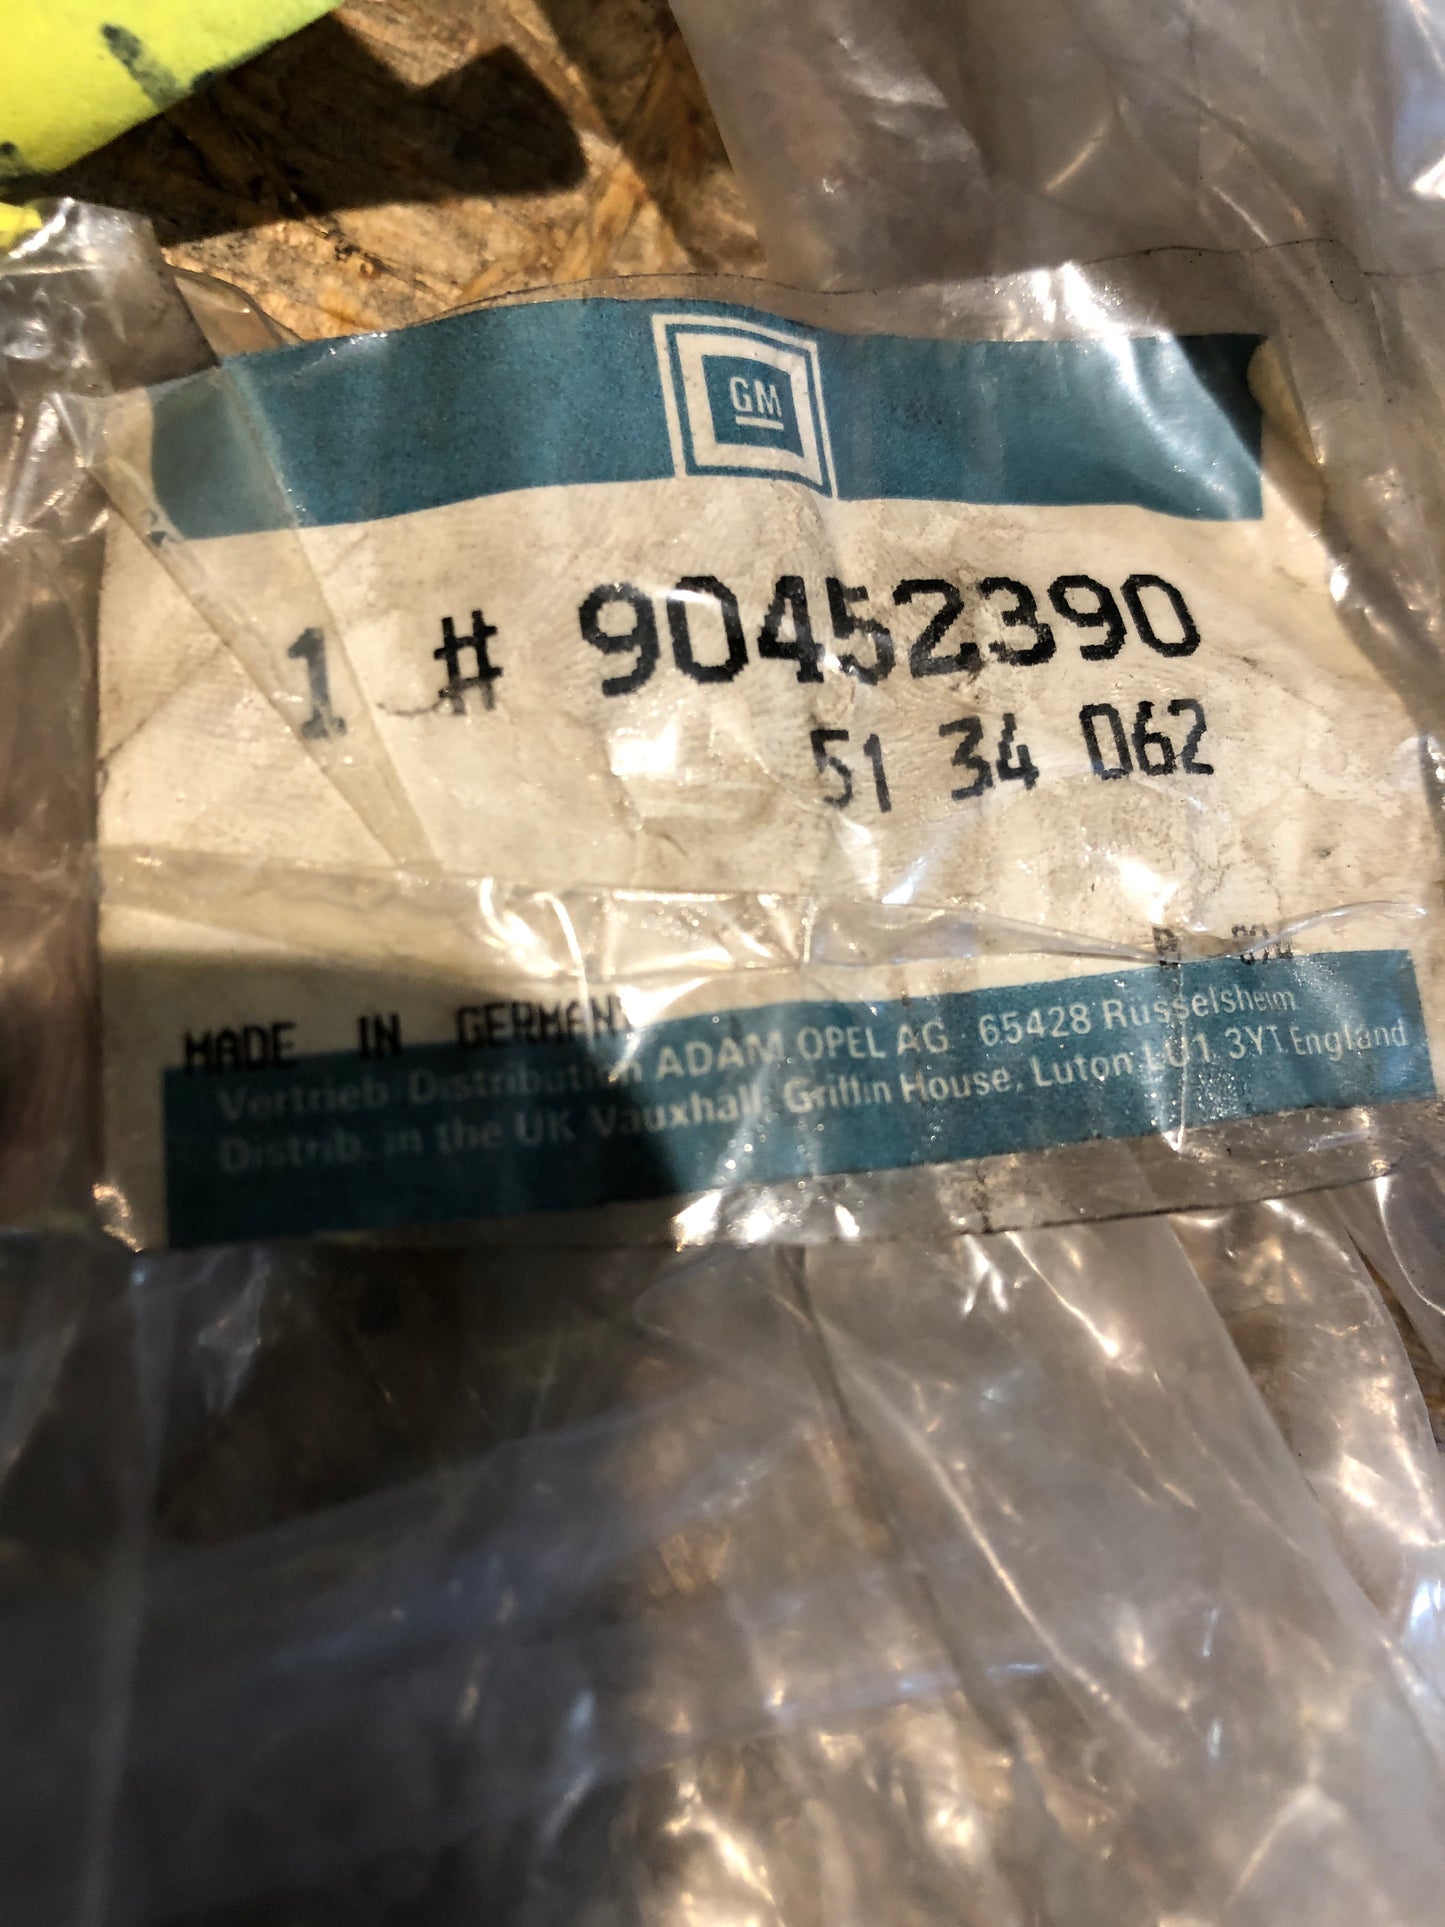 GM
1 # 90452390
51 34 062
MADE IN GERMANY
Vertrieb Distribution ADAM OPEL AG · 65428 Rüsselsheim
Distrib. in the UK Vauxhall, Griffin House, Luton LU1 3YT England